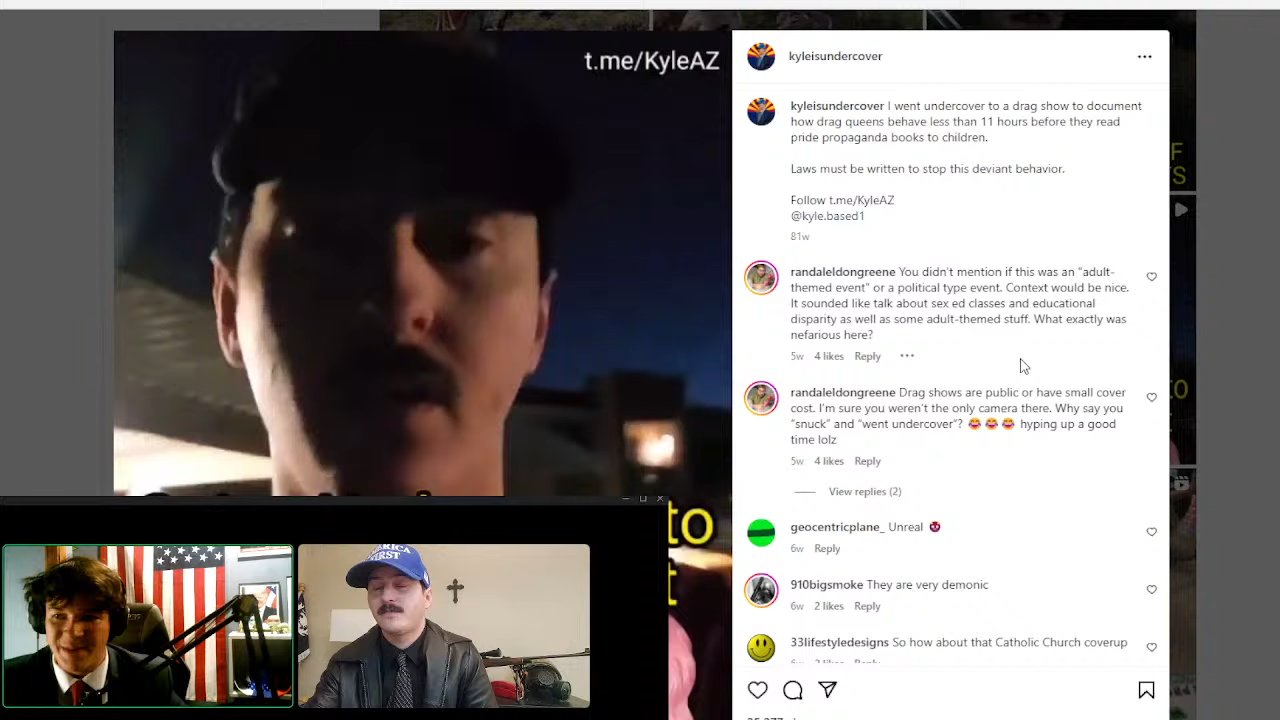 t.me/KyleAZ
kyleisundercover
kyleisundercover I went undercover to a drag show to document
how drag queens behave less than 11 hours before they read
pride propaganda books to children.
Laws must be written to stop this deviant behavior.
Follow t.me/KyleAZ
@kyle.based1
81w
randaleldongreene You didn't mention if this was an "adult-
themed event" or a political type event. Context would be nice.
It sounded like talk about sex ed classes and educational
disparity as well as some adult-themed stuff. What exactly was
nefarious here?
5w 4 likes Reply
randaleldongreene Drag shows are public or have small cover
cost. I'm sure you weren't the only camera there. Why say you
"snuck" and "went undercover"? 😂😂😂 hyping up a good
time lolz
5w 4 likes Reply
View replies (2)
geocentricplane_ Unreal
6w Reply
910bigsmoke They are very demonic
6w 2 likes Reply
33lifestyledesigns So how about that Catholic Church coverup
to
FIRST